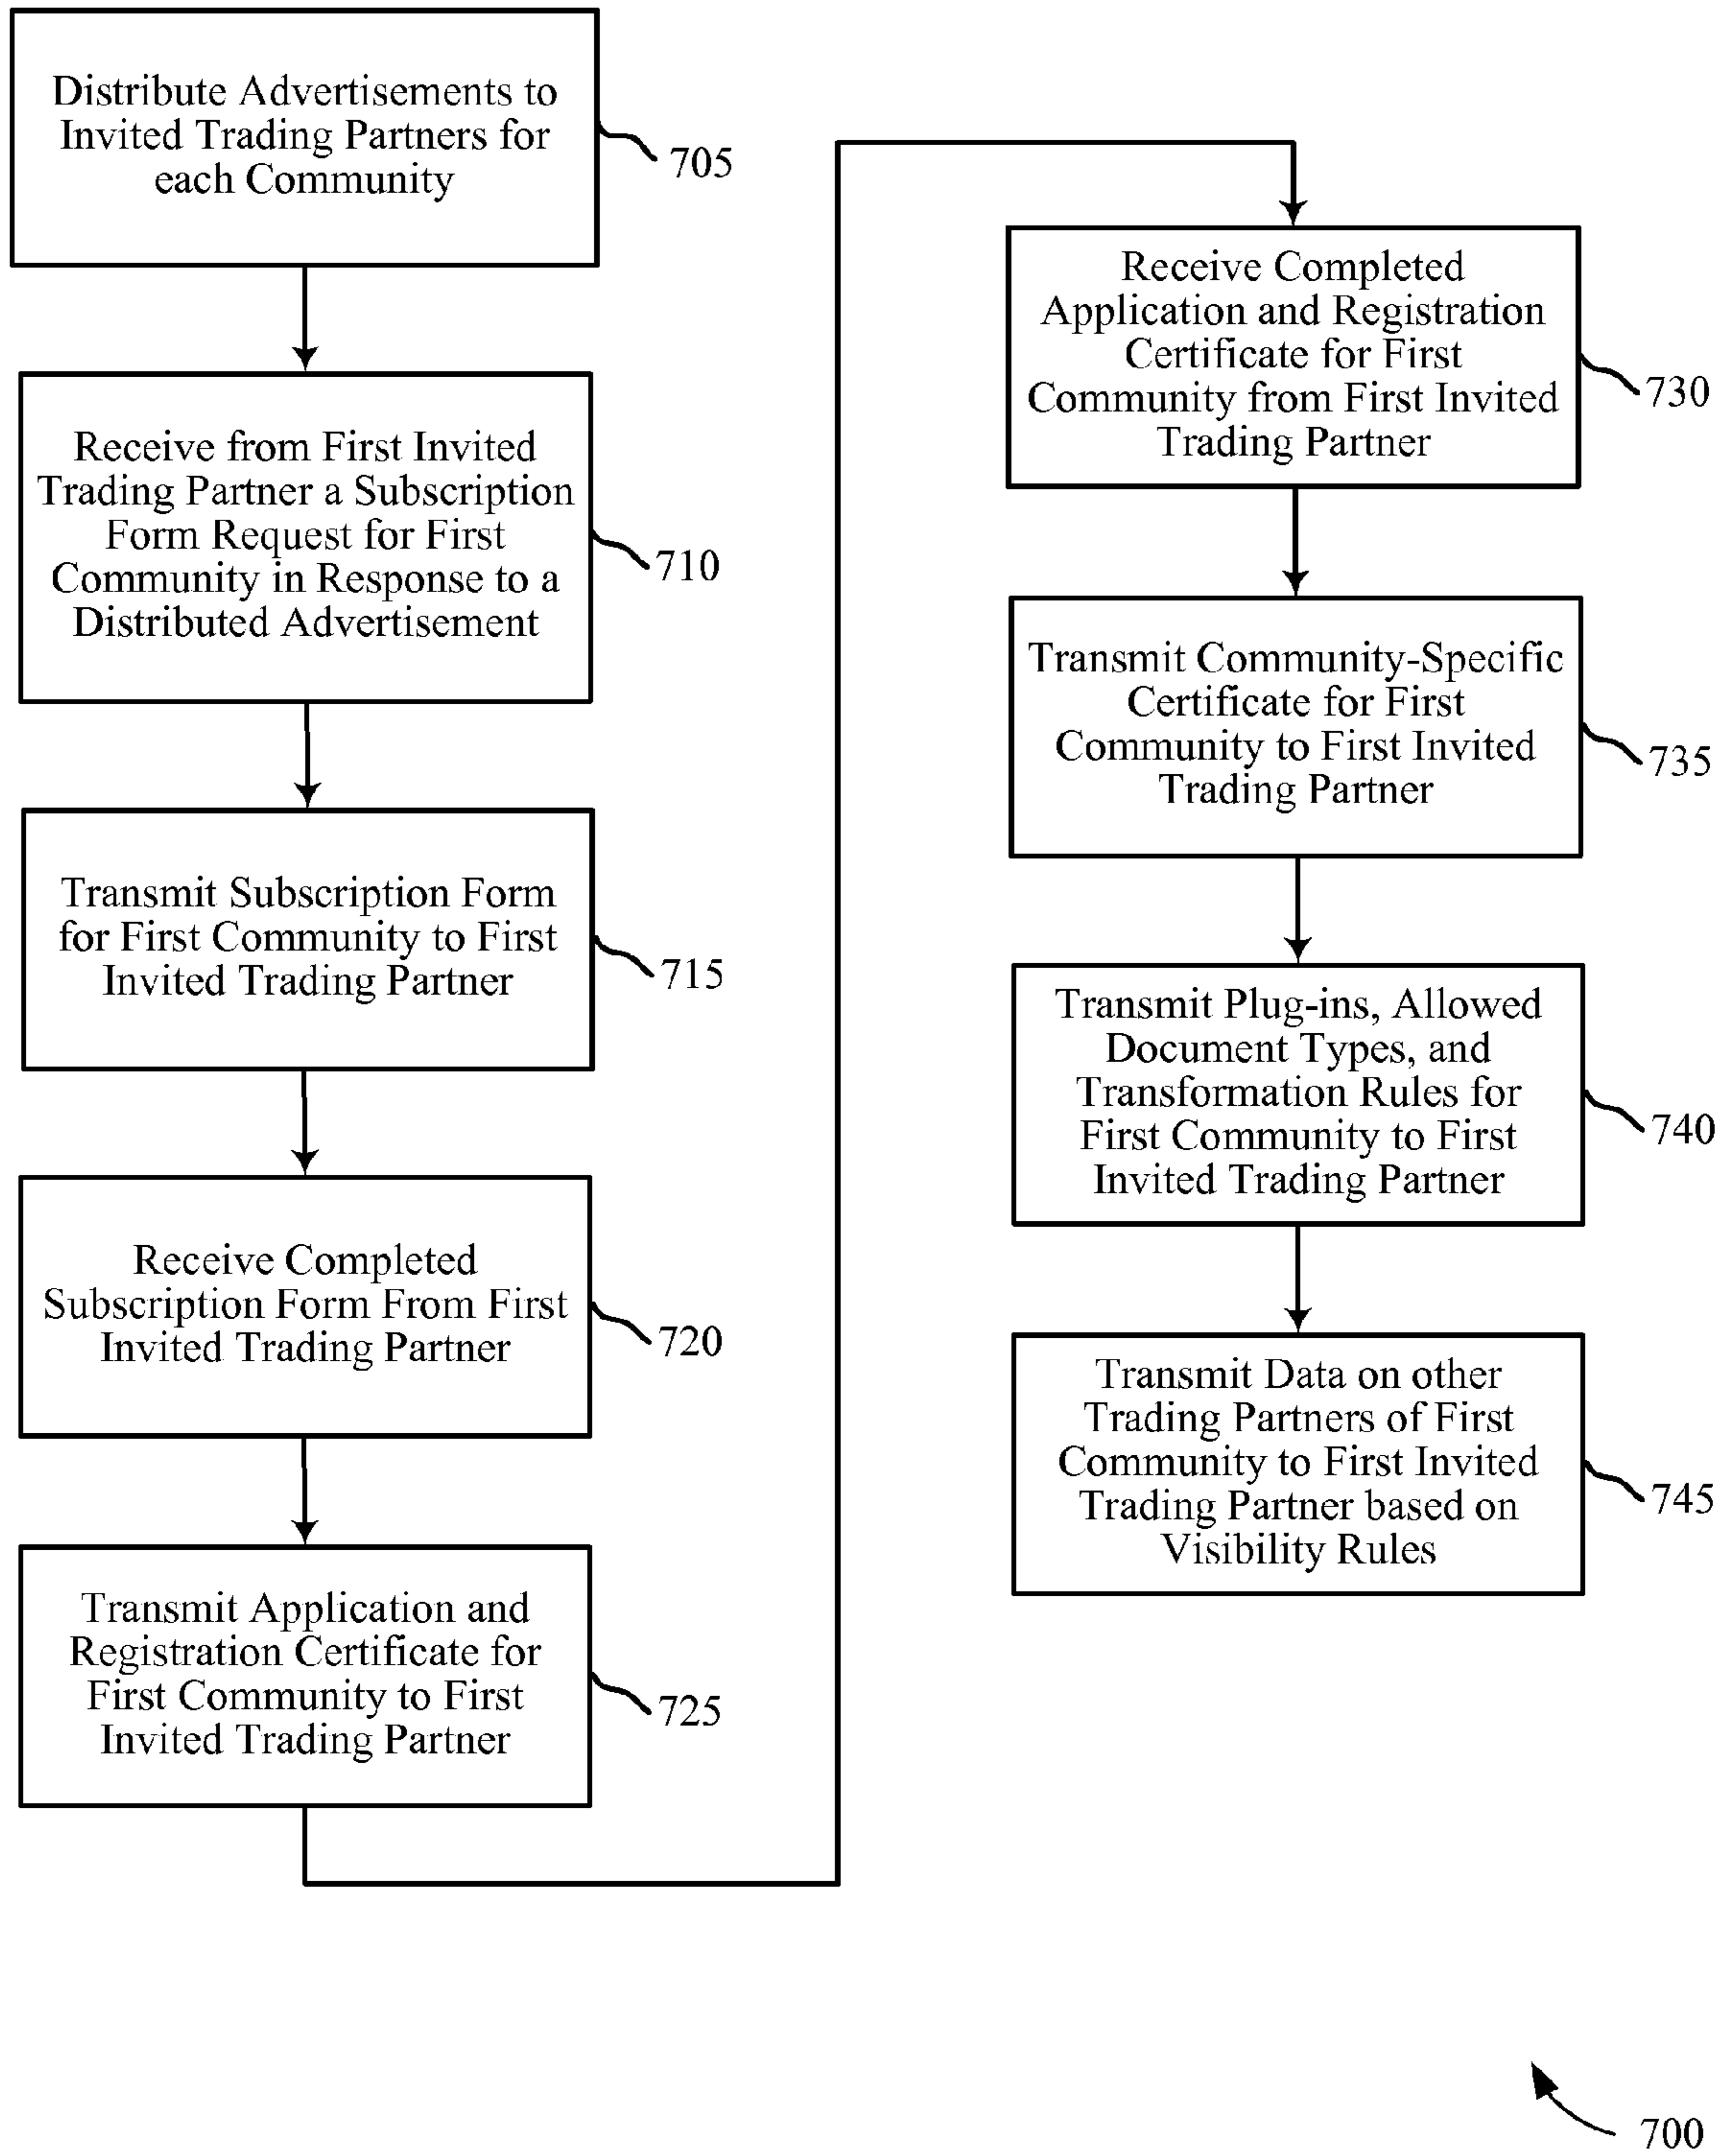 Distribute Advertisements to
Invited Trading Partners for
each Community
705
Receive from First Invited
Trading Partner a Subscription
Form Request for First
Community in Response to a
Distributed Advertisement
710
Transmit Subscription Form
for First Community to First
Invited Trading Partner
715
Receive Completed
Subscription Form From First
Invited Trading Partner
720
Transmit Application and
Registration Certificate for
First Community to First
Invited Trading Partner
725
Receive Completed
Application and Registration
Certificate for First
Community from First Invited
Trading Partner
730
Transmit Community-Specific
Certificate for First
Community to First Invited
Trading Partner
735
Transmit Plug-ins, Allowed
Document Types, and
Transformation Rules for
First Community to First
Invited Trading Partner
740
Transmit Data on other
Trading Partners of First
Community to First Invited
Trading Partner based on
Visibility Rules
745
700